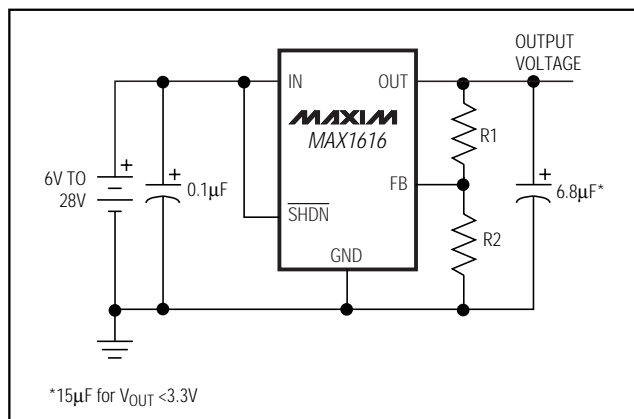 OUTPUT
VOLTAGE
IN
OUT
MAXIM
MAX1616
R1
6V TO
28V
+
0.1µF
+
SHDN
FB
6.8µF*
+
R2
GND
*15µF for VOUT <3.3V